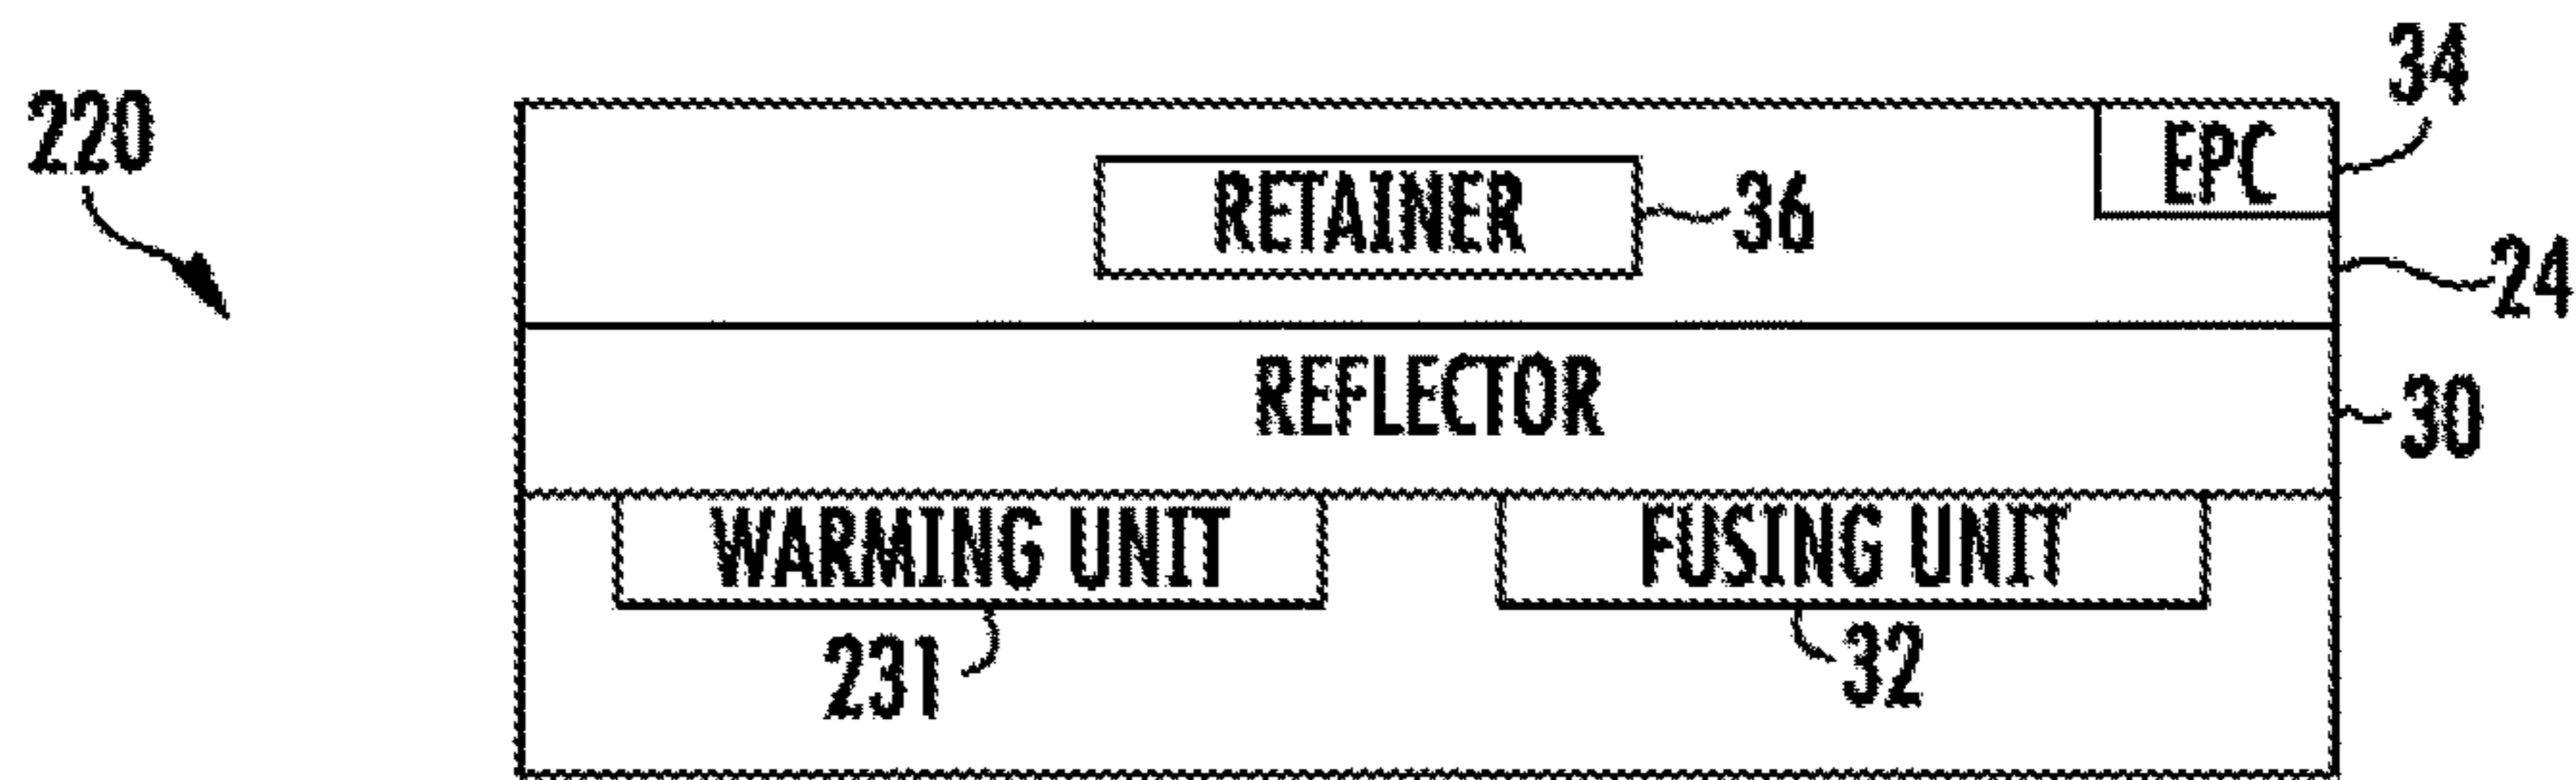 34
220
EPC
RETAINER
36
24
REFLECTOR
30
WARMING UNIT
FUSING UNIT
231
32